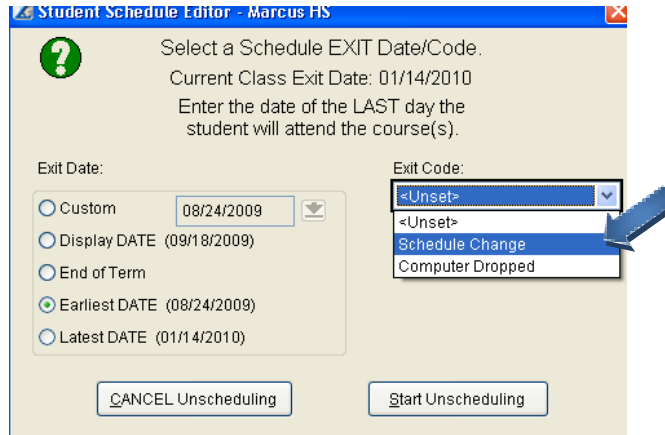 Student Schedule Editor - Marcus HS
Select a Schedule EXIT Date/Code.
Current Class Exit Date: 01/14/2010
Enter the date of the LAST day the
student will attend the course(s).
Exit Date:
Custom 08/24/2009
Display DATE (09/18/2009)
End of Term
Earliest DATE (08/24/2009)
Latest DATE (01/14/2010)
Exit Code:
<Unset>
<Unset>
Schedule Change
Computer Dropped
CANCEL Unscheduling
Start Unscheduling